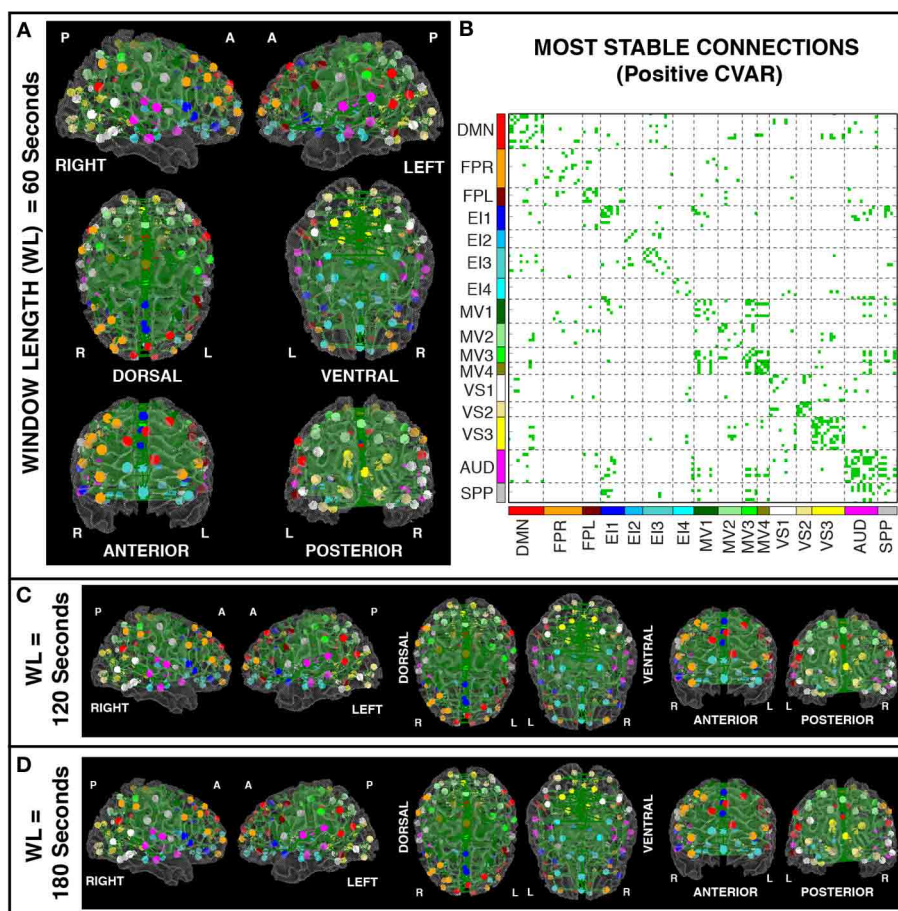 A
P
A
A
P
RIGHT
LEFT
WINDOW LENGTH (WL) = 60 Seconds
R
L
L
R
DORSAL
VENTRAL
R
L
L
R
ANTERIOR
POSTERIOR
B
MOST STABLE CONNECTIONS
(Positive CVAR)
DMN
FPR
FPL
EI1
EI2
EI3
EI4
MV1
MV2
MV3
MV4
VS1
VS2
VS3
AUD
SPP
DMN
FPR
FPL
EI1
EI2
EI3
EI4
MV1
MV2
MV3
MV4
VS1
VS2
VS3
AUD
SPP
C
WL =
120 Seconds
P
A
A
P
RIGHT
LEFT
DORSAL
R
L
L
R
VENTRAL
R
L
L
R
ANTERIOR
POSTERIOR
D
WL =
180 Seconds
P
A
A
P
RIGHT
LEFT
DORSAL
R
L
L
R
VENTRAL
R
L
L
R
ANTERIOR
POSTERIOR